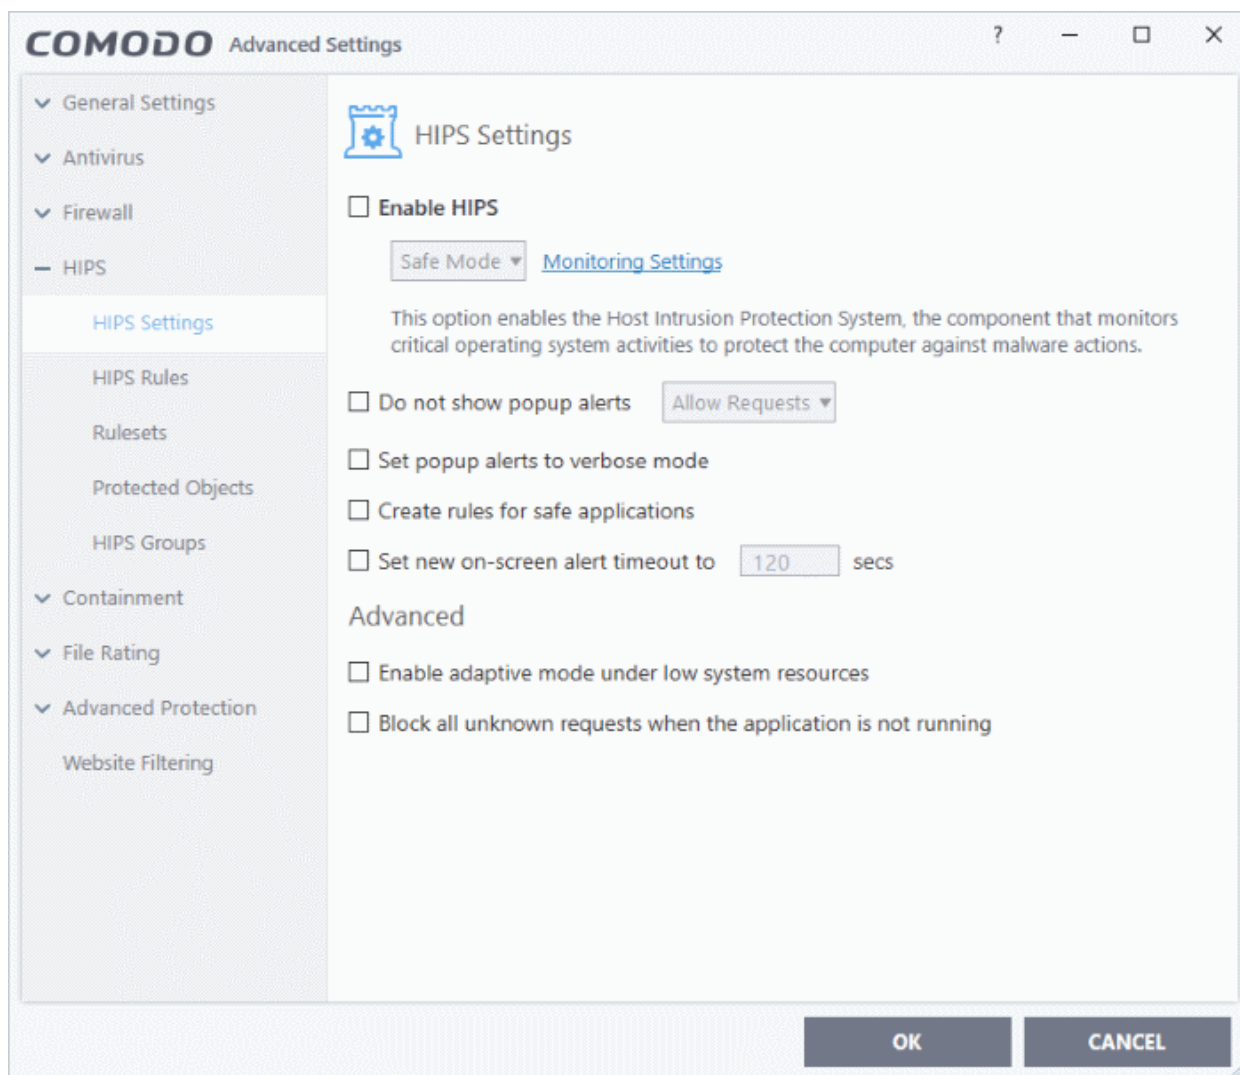 COMODO Advanced Settings ?
General Settings
Antivirus
Firewall
HIPS
HIPS Settings
HIPS Rules
Rulesets
Protected Objects
HIPS Groups
Containment
File Rating
Advanced Protection
Website Filtering
HIPS Settings
Enable HIPS
Safe Mode Monitoring Settings
This option enables the Host Intrusion Protection System, the component that monitors
critical operating system activities to protect the computer against malware actions.
Do not show popup alerts Allow Requests
Set popup alerts to verbose mode
Create rules for safe applications
Set new on-screen alert timeout to 120 secs
Advanced
Enable adaptive mode under low system resources
Block all unknown requests when the application is not running
OK CANCEL